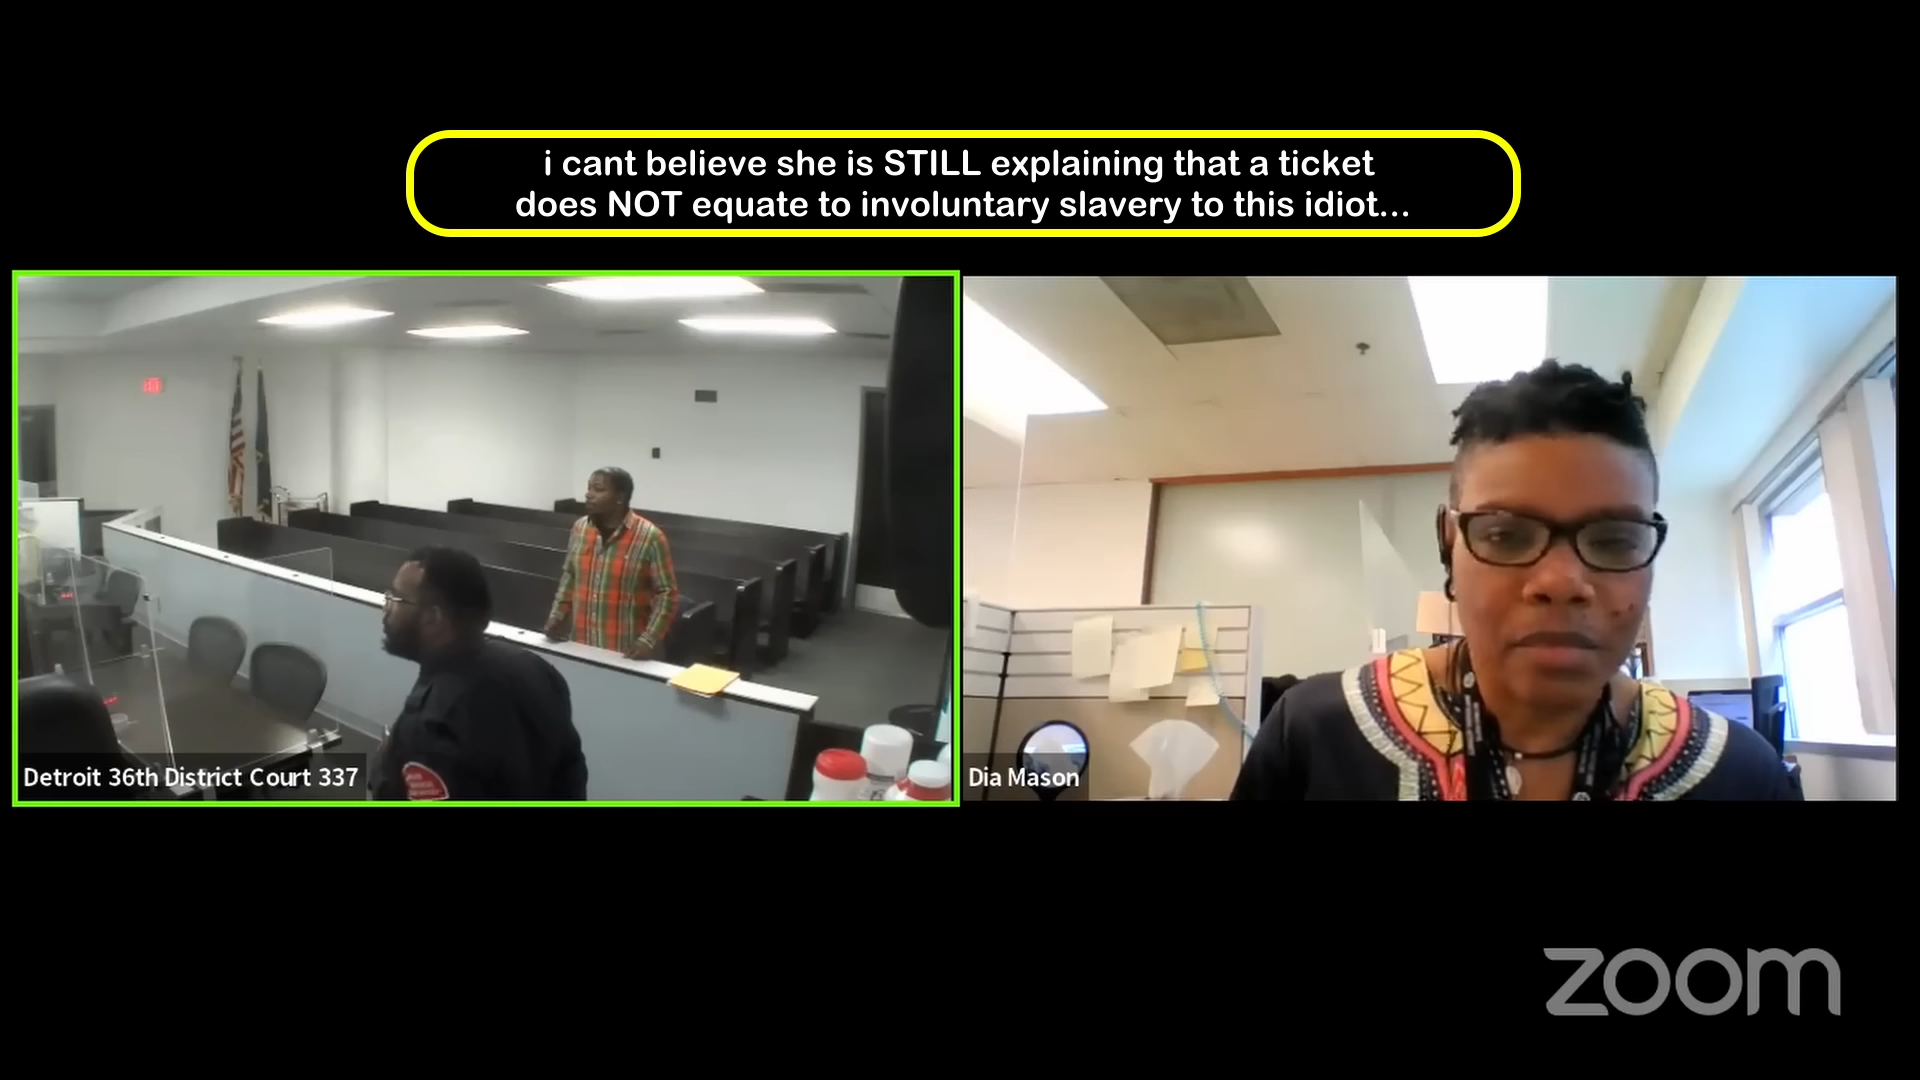 i cant believe she is STILL explaining that a ticket
does NOT equate to involuntary slavery to this idiot...
Detroit 36th District Court 337
Dia Mason
zoom